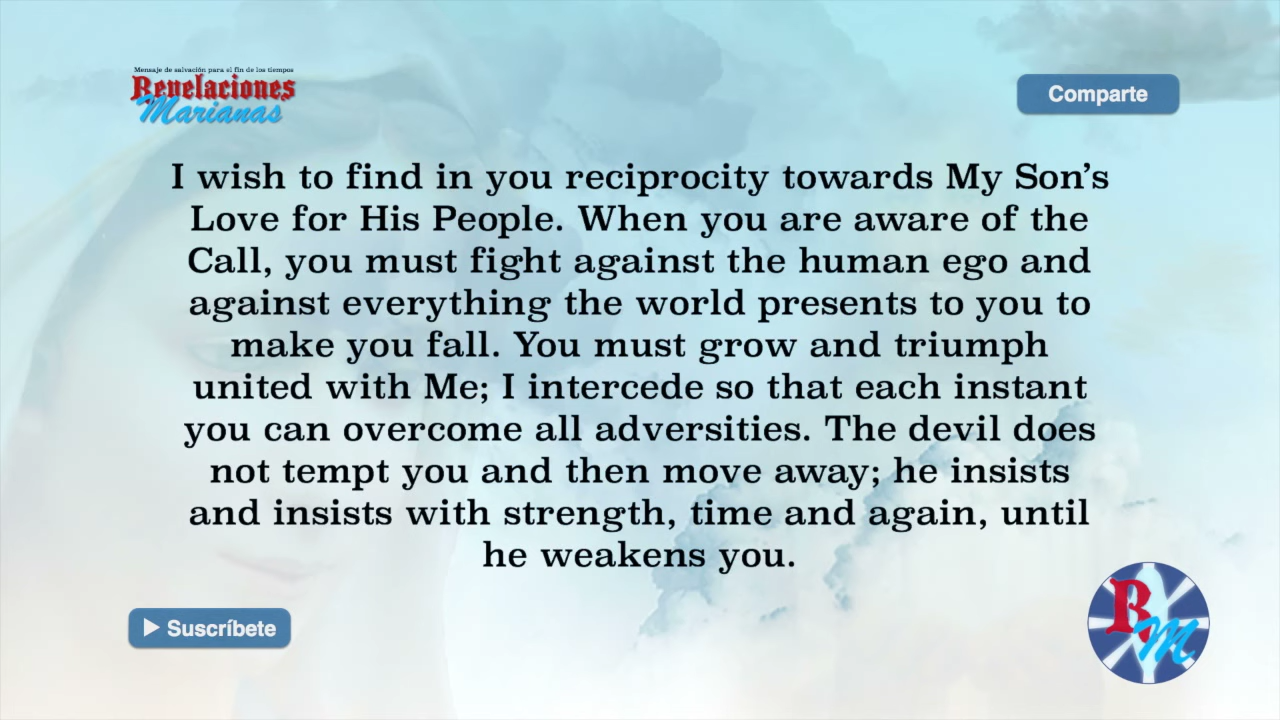 Mensaje de salvación para el fin de los tiempos
Revelaciones
Marianas
Comparte
I wish to find in you reciprocity towards My Son's
Love for His People. When you are aware of the
Call, you must fight against the human ego and
against everything the world presents to you to
make you fall. You must grow and triumph
united with Me; I intercede so that each instant
you can overcome all adversities. The devil does
not tempt you and then move away; he insists
and insists with strength, time and again, until
he weakens you.
Suscríbete
RM